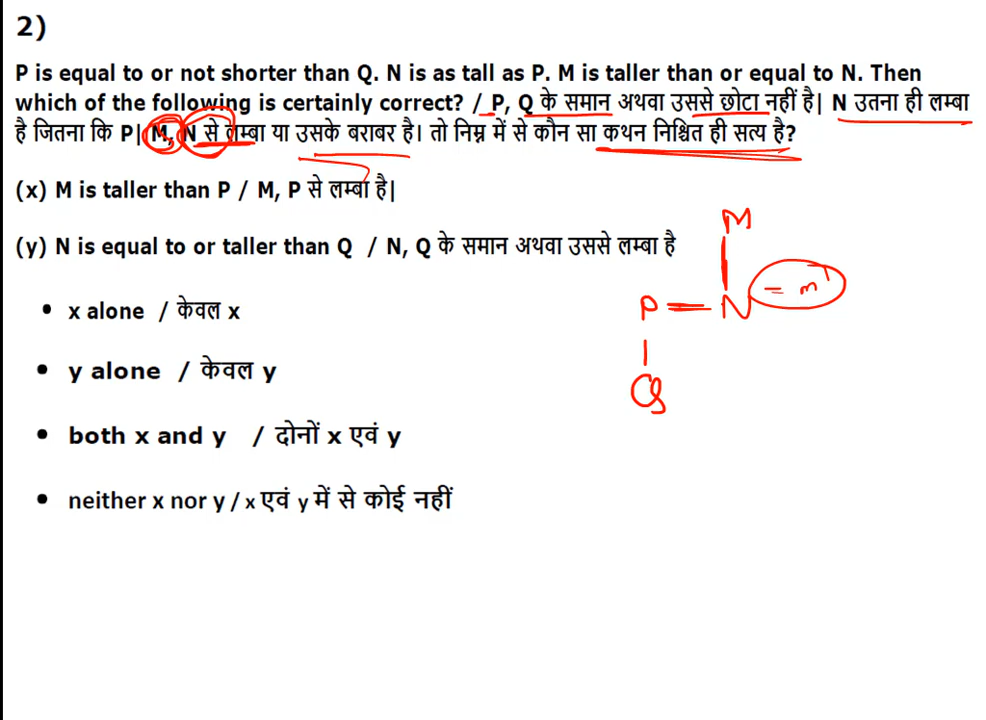 2)
P is equal to or not shorter than Q. N is as tall as P. M is taller than or equal to N. Then
which of the following is certainly correct? / P, Q के समान अथवा उससे छोटा नहीं है| N उतना ही लम्बा
है जितना कि P| M, N से लम्बा या उसके बराबर है। तो निम्न में से कौन सा कथन निश्चित ही सत्य है?
(x) M is taller than P / M, P से लम्बा है|
(y) N is equal to or taller than Q / N, Q के समान अथवा उससे लम्बा है
M
P = N = m
Q
• x alone / केवल x
• y alone / केवल y
• both x and y / दोनों x एवं y
• neither x nor y / x एवं y में से कोई नहीं